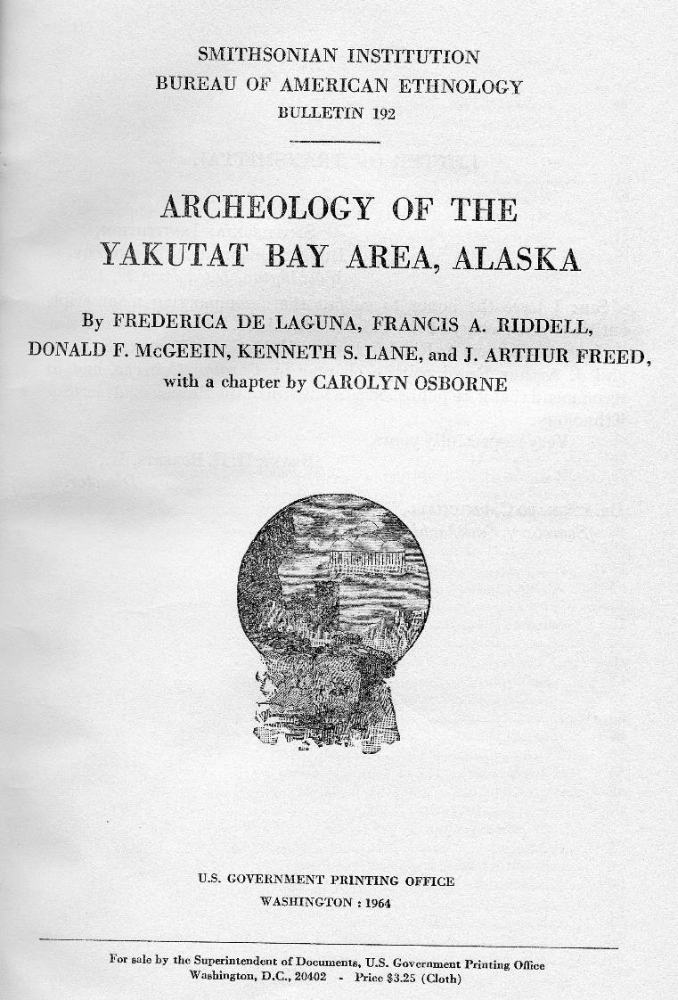 SMITHSONIAN INSTITUTION
BUREAU OF AMERICAN ETHNOLOGY
BULLETIN 192
ARCHEOLOGY OF THE
YAKUTAT BAY AREA, ALASKA
By FREDERICA DE LAGUNA, FRANCIS A. RIDDELL,
DONALD F. McGEEIN, KENNETH S. LANE, and J. ARTHUR FREED,
with a chapter by CAROLYN OSBORNE
U.S. GOVERNMENT PRINTING OFFICE
WASHINGTON : 1964
For sale by the Superintendent of Documents, U.S. Government Printing Office
Washington, D.C., 20402 - Price $3.25 (Cloth)